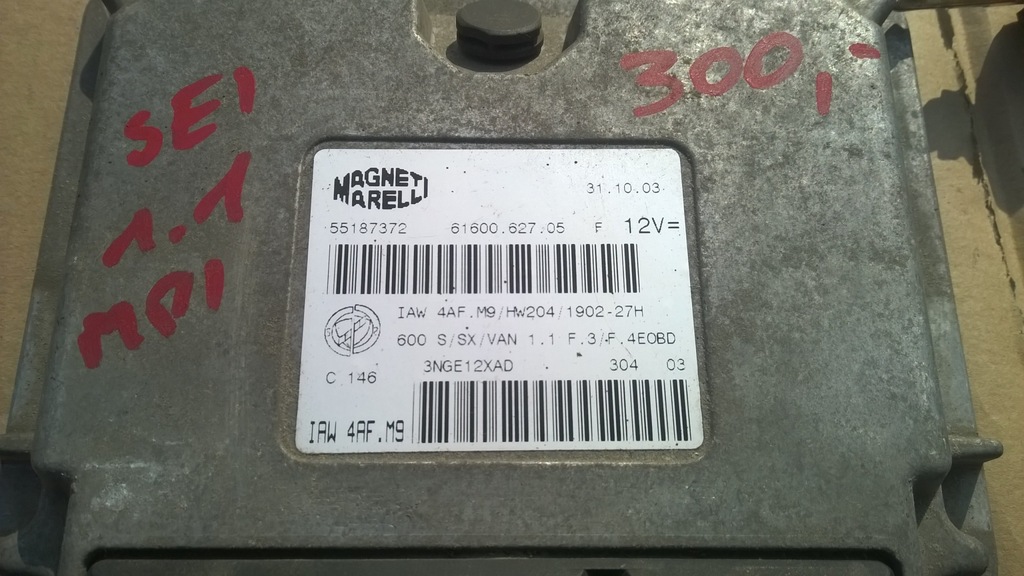 SEI
1.1
MPI
300,-
MAGNETI
MARELLI
31.10.03
55187372 61600.627.05 F 12V=
IAW 4AF.M9/HW204/1902-27H
600 S/SX/VAN 1.1 F.3/F.4EOBD
3NGE12XAD 304 03
C.146
IAW 4AF.M9